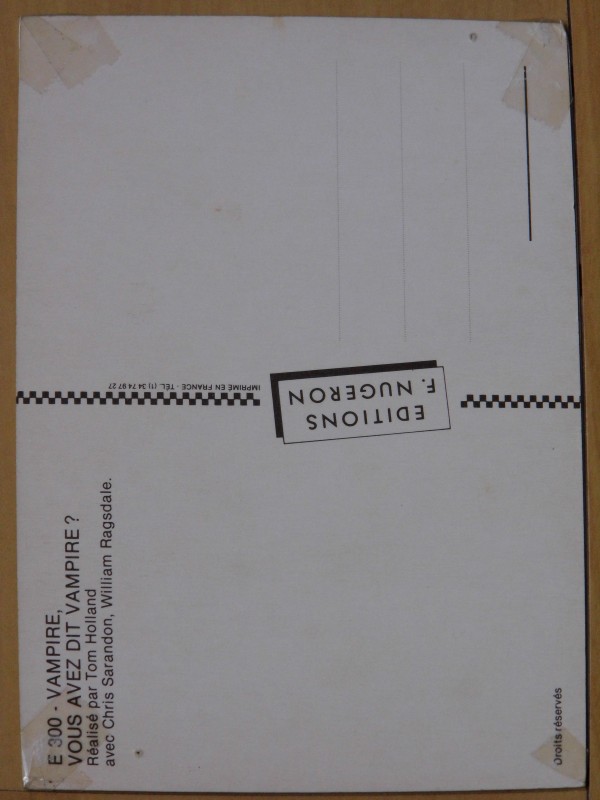 E 300 - VAMPIRE,
VOUS AVEZ DIT VAMPIRE ?
Réalisé par Tom Holland
avec Chris Sarandon, William Ragsdale.
Droits réservés
EDITIONS
F. NUGERON
IMPRIMÉ EN FRANCE - TÉL. (1) 34 74 97 27